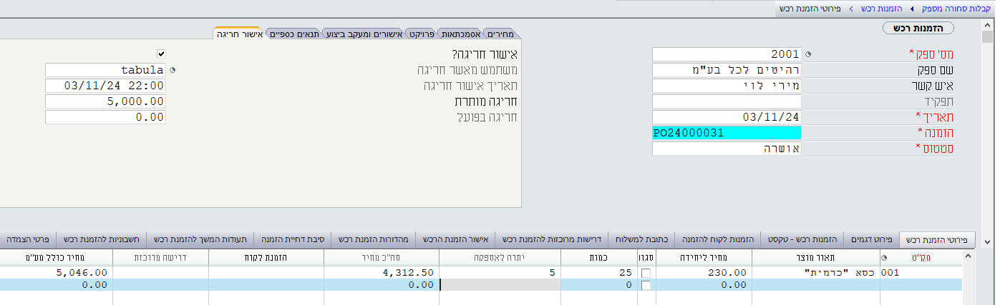 קבלות סחורה מספק הזמנות רכש > פירוטי הזמנת רכש
הזמנות רכש
מס' ספק * 2001
שם ספק רהיטים לכל בע"מ
איש קשר מירי לוי
תפקיד
תאריך * 03/11/24
הזמנה * PO24000031
סטטוס * אושרה
מחירים אסמכתאות פרויקט אישורים ומעקב ביצוע תנאים כספיים אישור חריגה
אישור חריגה?
משתמש מאשר חריגה tabula
תאריך אישור חריגה 03/11/24 22:00
חריגה מותרת 5,000.00
חריגה בפועל 0.00
פירוטי הזמנת רכש פירוט דגמים הזמנות רכש - טקסט הזמנות לקוח להזמנה כתובת למשלוח דרישות מרוכזות להזמנת רכש אישור הזמנת הרכש מהדורות הזמנת רכש סיבת דחיית הזמנה תעודות המשך להזמנת רכש חשבוניות להזמנת רכש פרטי הצמדה
מק"ט תאור מוצר מחיר ליחידה סגור כמות יתרה לאספקה סה"כ מחיר הזמנת לקוח דרישה מרוכזת מחיר כולל מע"מ
001 כסא "כרמית" 230.00 25 5 4,312.50 5,046.00
0.00 0 0.00 0.00